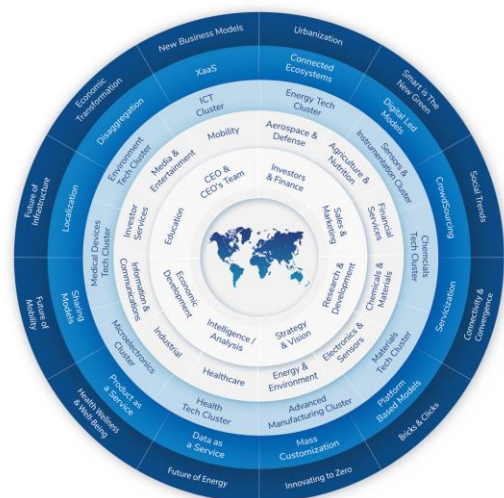 New Business Models
Urbanization
Smart is The
New Green
Social Trends
Connectivity &
Convergence
Bricks & Clicks
Innovating to Zero
Future of Energy
Health Wellness
& Well-Being
Future of
Mobility
Future of
Infrastructure
Economic
Transformation
XaaS
Connected
Ecosystems
Digital Led
Models
CrowdSourcing
Servicization
Platform
Based Models
Mass
Customization
Data as
a Service
Product as
a Service
Sharing
Models
Localization
Disaggregation
ICT
Cluster
Energy Tech
Cluster
Sensors &
Instrumentation Cluster
Chemcials
Tech Cluster
Materials
Tech Cluster
Advanced
Manufacturing Cluster
Health
Tech Cluster
Microelectronics
Cluster
Medical Devices
Tech Cluster
Environment
Tech Cluster
Mobility
Aerospace &
Defense
Agriculture &
Nutrition
Financial
Services
Chemicals &
Materials
Electronics &
Sensors
Energy &
Environment
Healthcare
Industrial
Information &
Communications
Investor
Services
Media &
Entertainment
CEO &
CEO's Team
Investors
& Finance
Sales &
Marketing
Research &
Development
Strategy
& Vision
Intelligence /
Analysis
Economic
Development
Education